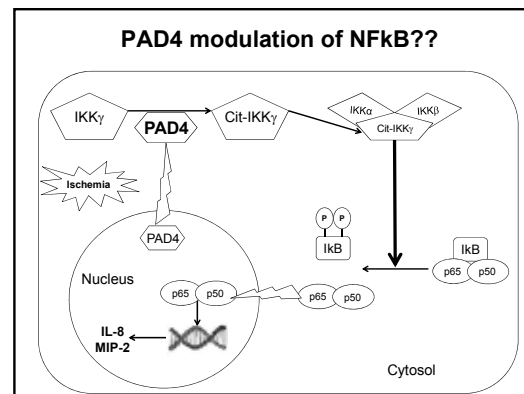 PAD4 modulation of NFkB??
IKKγ
PAD4
Cit-IKKγ
IKKα
IKKβ
Cit-IKKγ
Ischemia
PAD4
P
P
IkB
IkB
p65
p50
Nucleus
p65
p50
p65
p50
IL-8
MIP-2
Cytosol